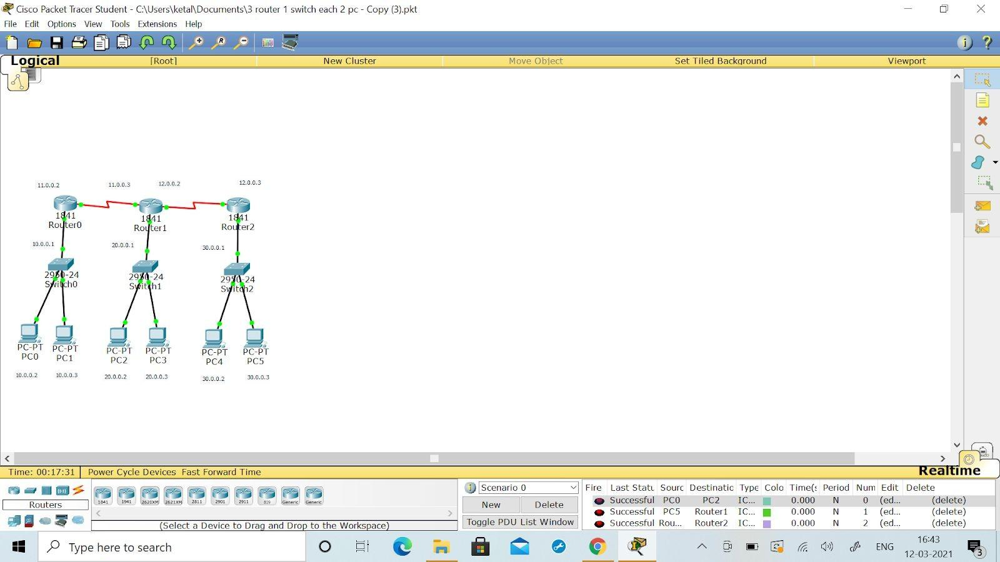 Cisco Packet Tracer Student - C:\Users\ketal\Documents\3 router 1 switch each 2 pc - Copy (3).pkt
File Edit Options View Tools Extensions Help
Logical [Root] New Cluster Move Object Set Tiled Background Viewport
11.0.0.2 11.0.0.3 12.0.0.2 12.0.0.3
1841 1841 1841
Router0 Router1 Router2
10.0.0.1 20.0.0.1 30.0.0.1
2950-24 2950-24 2950-24
Switch0 Switch1 Switch2
PC-PT PC-PT PC-PT PC-PT PC-PT PC-PT
PC0 PC1 PC2 PC3 PC4 PC5
10.0.0.2 10.0.0.3 20.0.0.2 20.0.0.3 30.0.0.2 30.0.0.3
Time: 00:17:31 Power Cycle Devices Fast Forward Time Realtime
Routers
1841 1941 2620XM 2621XM 2811 2901 2911 819 Generic Generic
(Select a Device to Drag and Drop to the Workspace)
Scenario 0
New Delete
Toggle PDU List Window
Fire Last Statu Sourc Destinatio Type Colo Time(s Period Num Edit Delete
Successful PC0 PC2 IC... 0.000 N 0 (ed... (delete)
Successful PC5 Router1 IC... 0.000 N 1 (ed... (delete)
Successful Rou... Router2 IC... 0.000 N 2 (ed... (delete)
Type here to search
ENG
16:43
12-03-2021
3